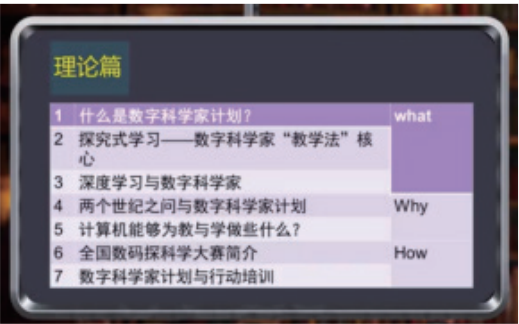 理论篇
1 什么是数字科学家计划? what
2 探究式学习——数字科学家“教学法”核
心
3 深度学习与数字科学家
4 两个世纪之问与数字科学家计划 Why
5 计算机能够为教与学做些什么?
6 全国数码探科学大赛简介 How
7 数字科学家计划与行动培训